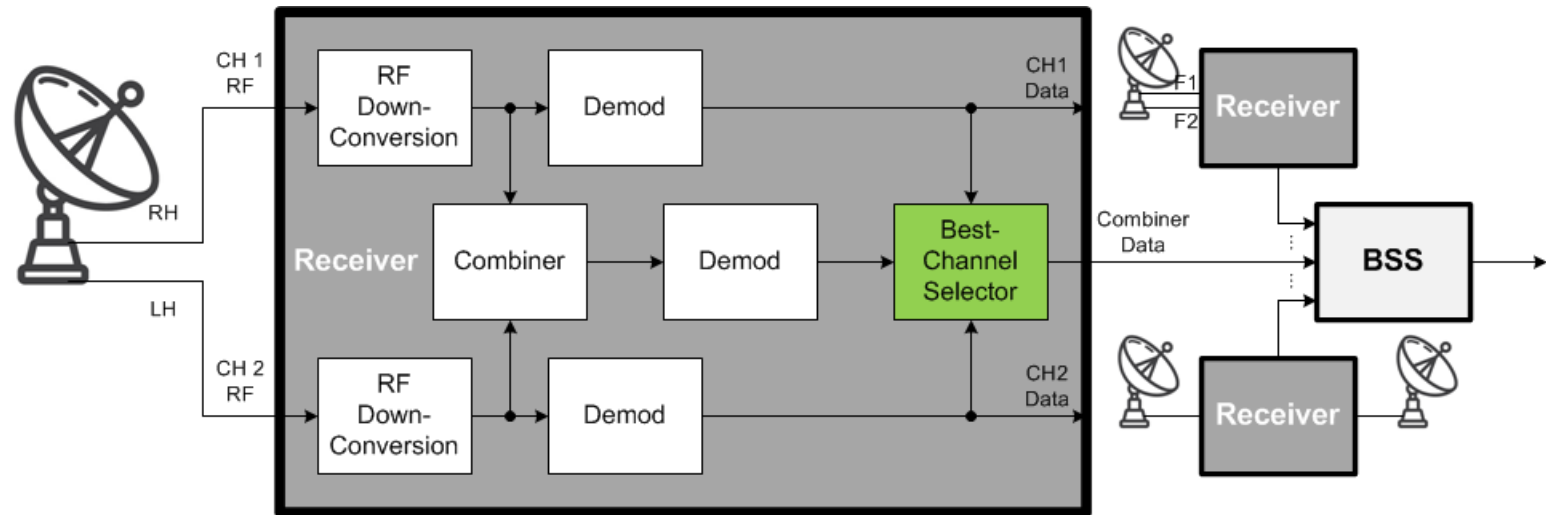 CH 1
RF
RF
Down-
Conversion
Demod
CH1
Data
F1
F2
Receiver
RH
LH
Receiver
Combiner
Demod
Best-
Channel
Selector
Combiner
Data
...
...
BSS
CH 2
RF
RF
Down-
Conversion
Demod
CH2
Data
Receiver